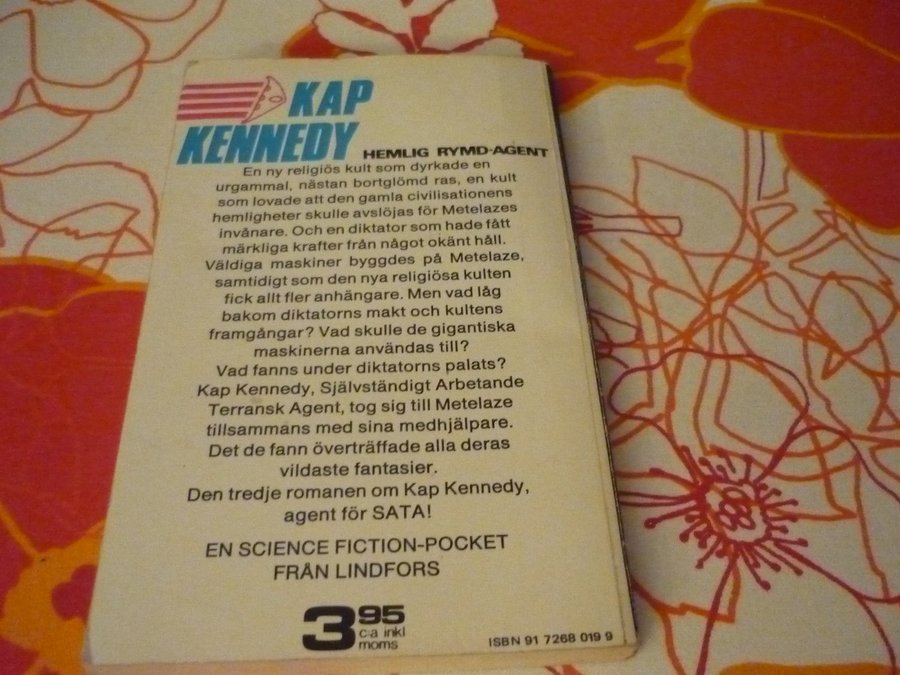 KAP
KENNEDY HEMLIG RYMD-AGENT
En ny religiös kult som dyrkade en
urgammal, nästan bortglömd ras, en kult
som lovade att den gamla civilisationens
hemligheter skulle avslöjas för Metelazes
invånare. Och en diktator som hade fått
märkliga krafter från något okänt håll.
Väldiga maskiner byggdes på Metelaze,
samtidigt som den nya religiösa kulten
fick allt fler anhängare. Men vad låg
bakom diktatorns makt och kultens
framgångar? Vad skulle de gigantiska
maskinerna användas till?
Vad fanns under diktatorns palats?
Kap Kennedy, Självständigt Arbetande
Terransk Agent, tog sig till Metelaze
tillsammans med sina medhjälpare.
Det de fann överträffade alla deras
vildaste fantasier.
Den tredje romanen om Kap Kennedy,
agent för SATA!
EN SCIENCE FICTION-POCKET
FRÅN LINDFORS
3 95
c:a inkl
moms
ISBN 91 7268 019 9